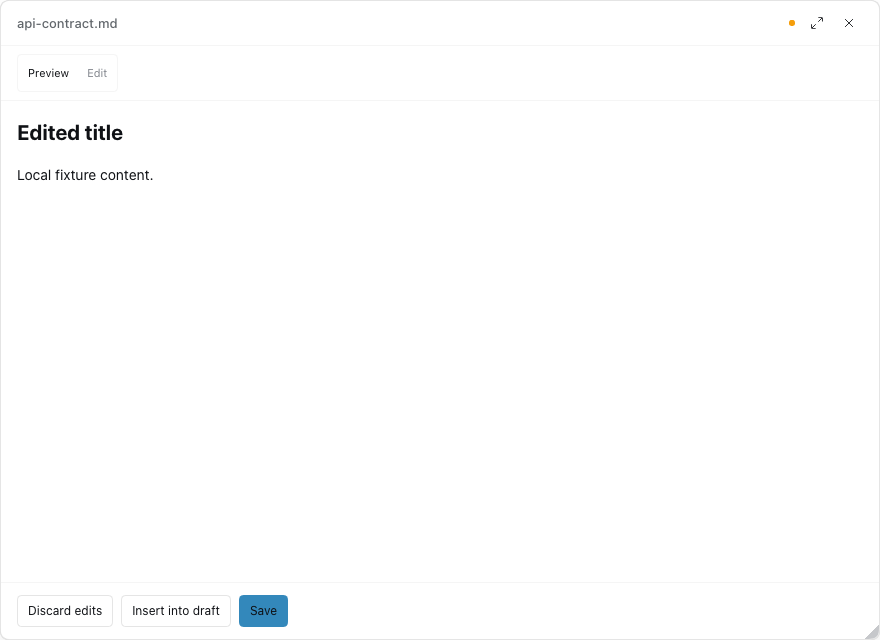 api-contract.md
Preview Edit
Edited title
Local fixture content.
Discard edits Insert into draft Save